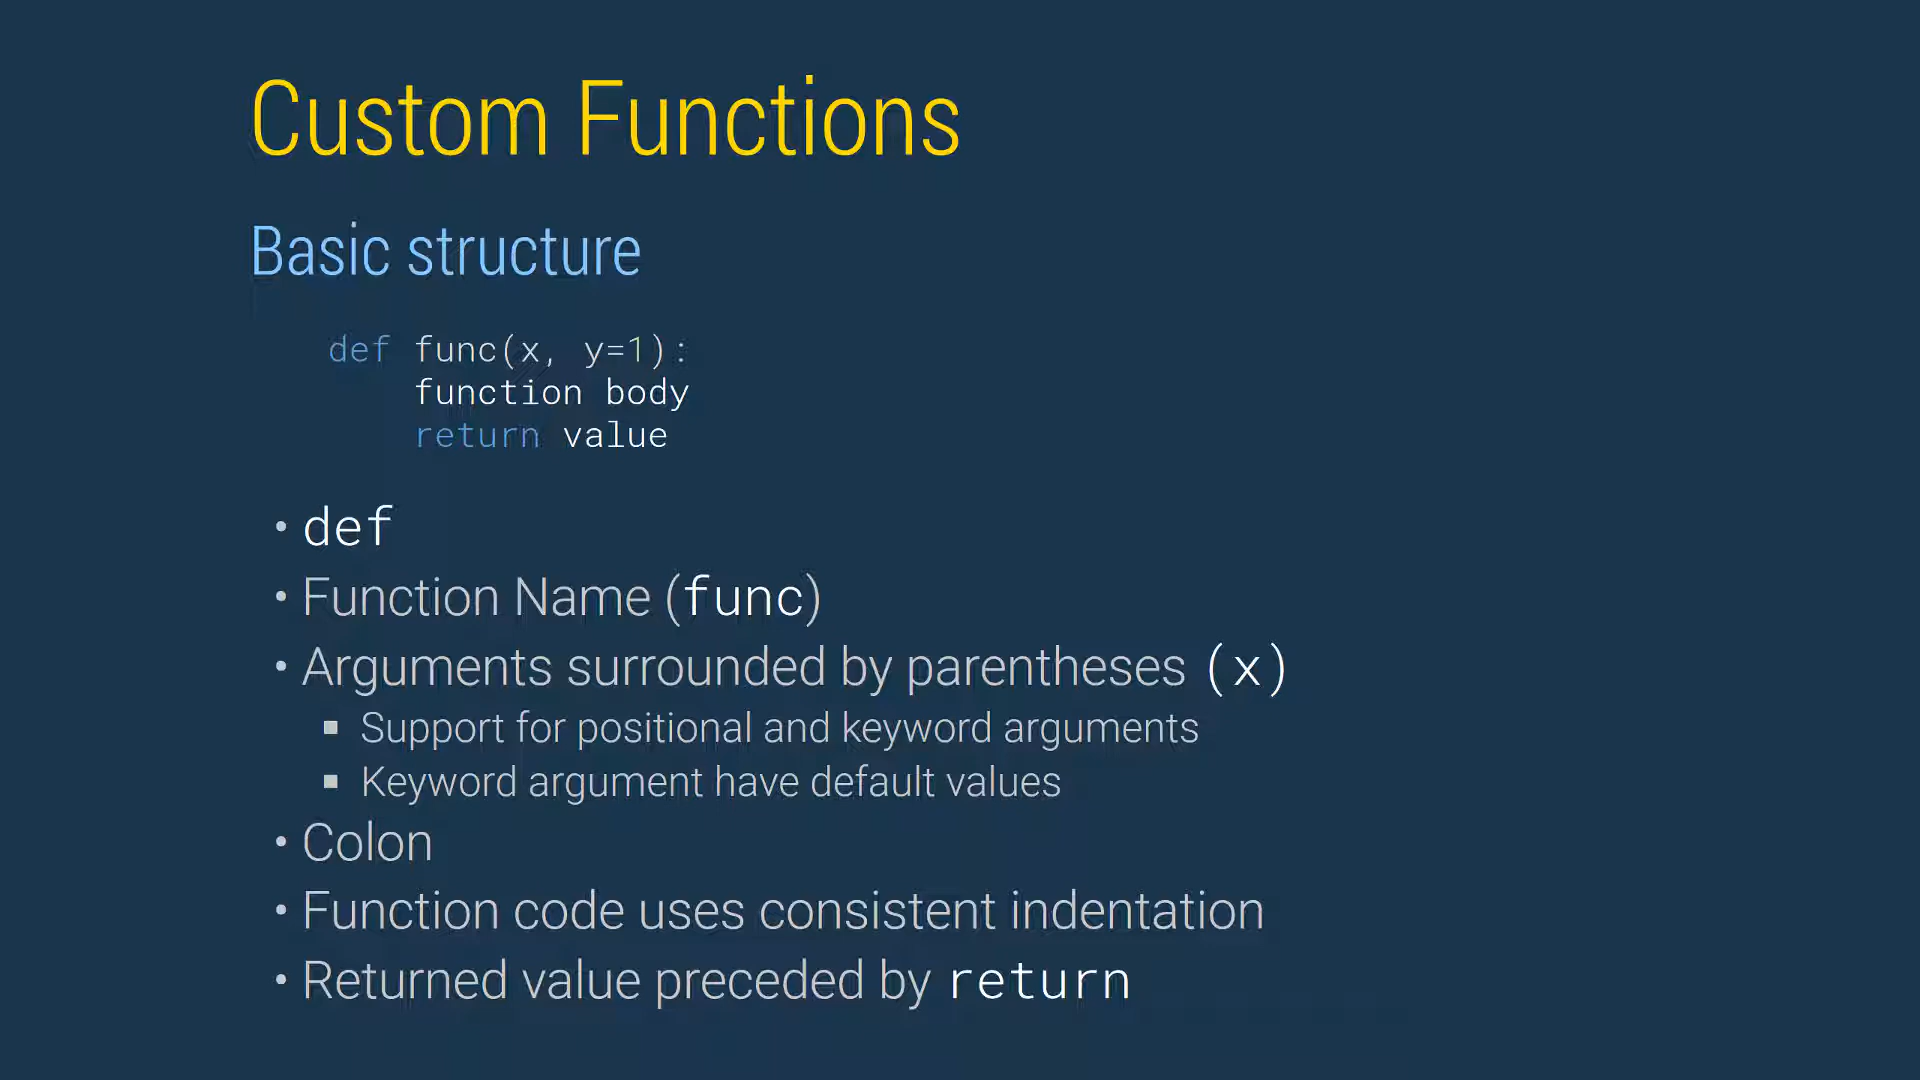 Custom Functions
Basic structure
def func(x, y=1):
function body
return value
• def
• Function Name (func)
• Arguments surrounded by parentheses (x)
▪ Support for positional and keyword arguments
▪ Keyword argument have default values
• Colon
• Function code uses consistent indentation
• Returned value preceded by return